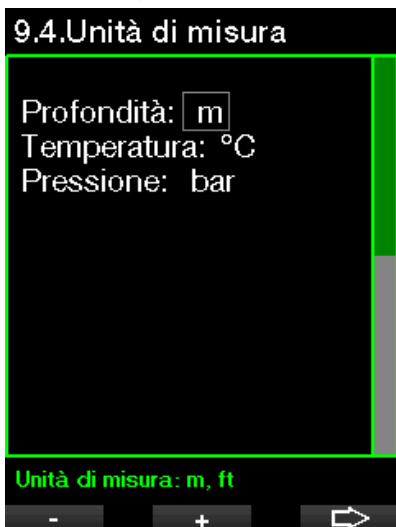 9.4.Unità di misura
Profondità: m
Temperatura: °C
Pressione: bar
Unità di misura: m, ft
- +